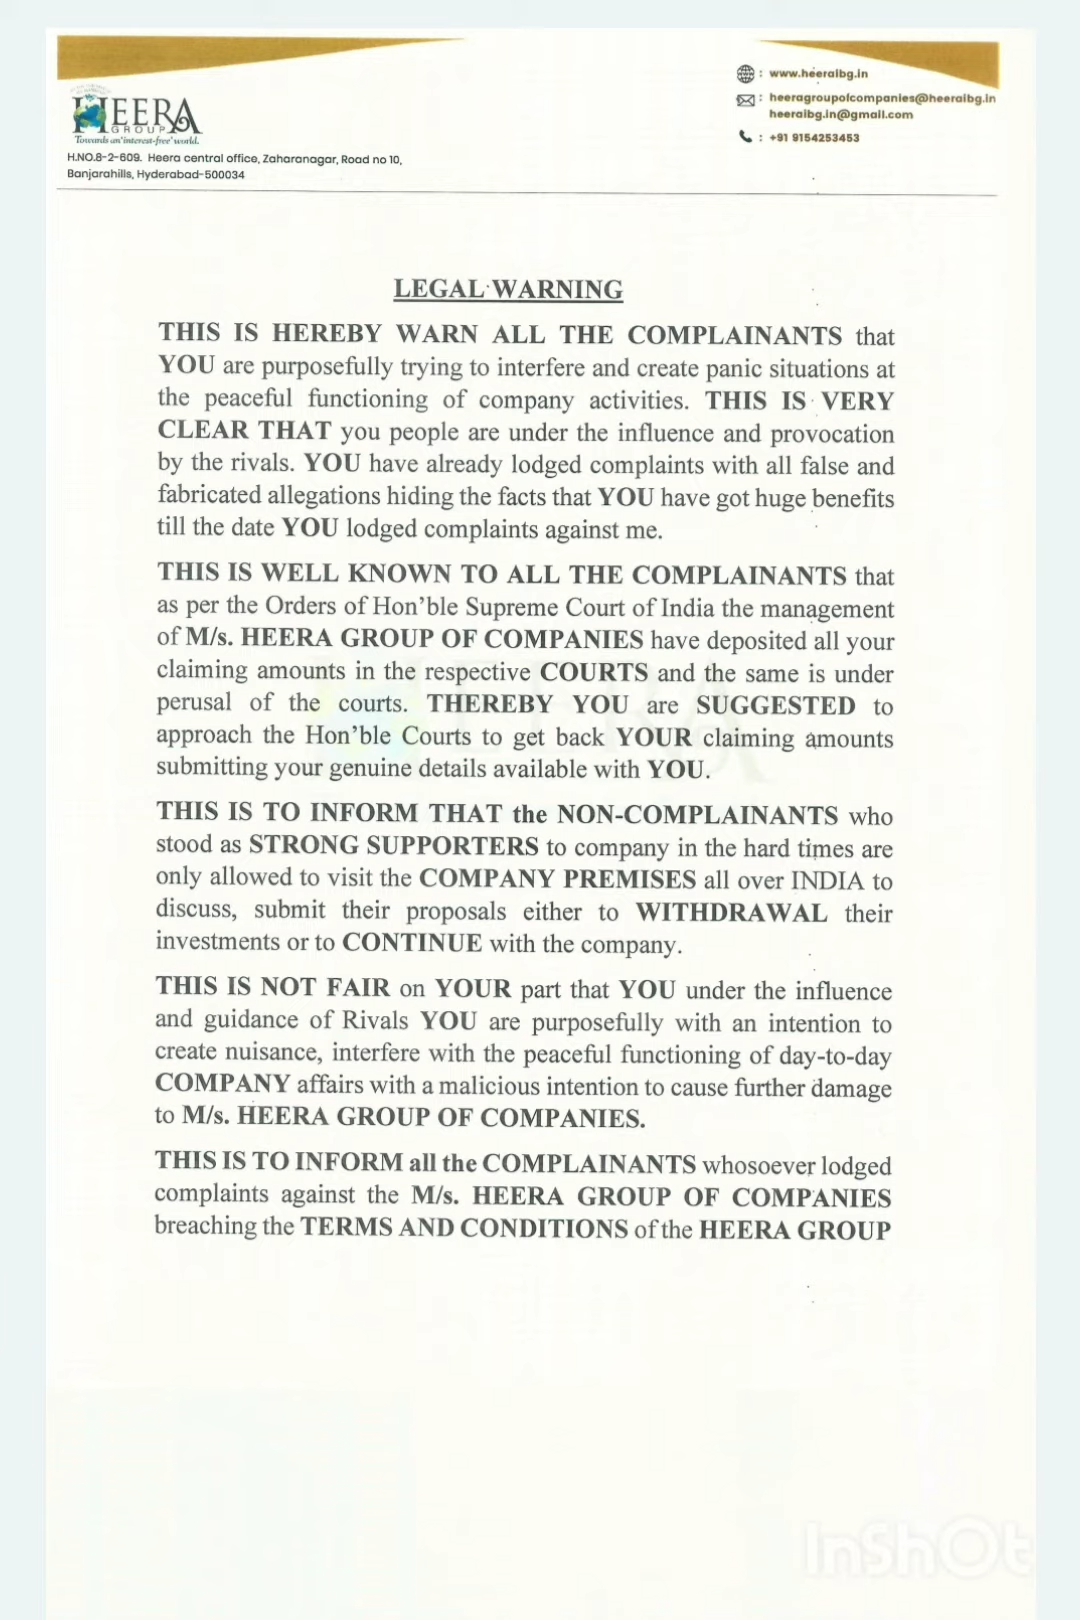 HEERA
GROUP
Towards an 'interest-free' world.
H.NO.8-2-609. Heera central office, Zaharanagar, Road no 10,
Banjarahills, Hyderabad-500034
: www.heeraibg.in
: heeragroupofcompanies@heeraibg.in
heeraibg.in@gmail.com
: +91 9154253453
LEGAL WARNING
THIS IS HEREBY WARN ALL THE COMPLAINANTS that
YOU are purposefully trying to interfere and create panic situations at
the peaceful functioning of company activities. THIS IS VERY
CLEAR THAT you people are under the influence and provocation
by the rivals. YOU have already lodged complaints with all false and
fabricated allegations hiding the facts that YOU have got huge benefits
till the date YOU lodged complaints against me.
THIS IS WELL KNOWN TO ALL THE COMPLAINANTS that
as per the Orders of Hon'ble Supreme Court of India the management
of M/s. HEERA GROUP OF COMPANIES have deposited all your
claiming amounts in the respective COURTS and the same is under
perusal of the courts. THEREBY YOU are SUGGESTED to
approach the Hon'ble Courts to get back YOUR claiming amounts
submitting your genuine details available with YOU.
THIS IS TO INFORM THAT the NON-COMPLAINANTS who
stood as STRONG SUPPORTERS to company in the hard times are
only allowed to visit the COMPANY PREMISES all over INDIA to
discuss, submit their proposals either to WITHDRAWAL their
investments or to CONTINUE with the company.
THIS IS NOT FAIR on YOUR part that YOU under the influence
and guidance of Rivals YOU are purposefully with an intention to
create nuisance, interfere with the peaceful functioning of day-to-day
COMPANY affairs with a malicious intention to cause further damage
to M/s. HEERA GROUP OF COMPANIES.
THIS IS TO INFORM all the COMPLAINANTS whosoever lodged
complaints against the M/s. HEERA GROUP OF COMPANIES
breaching the TERMS AND CONDITIONS of the HEERA GROUP
InShOt